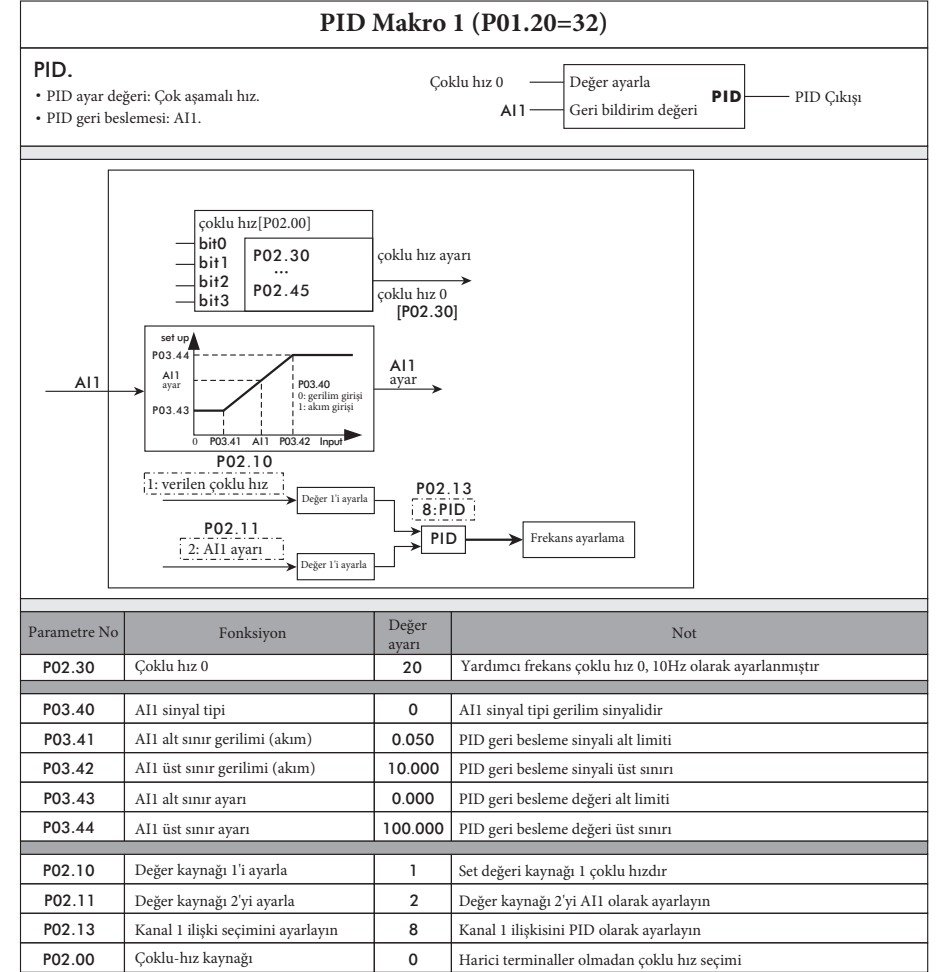 PID Makro 1 (P01.20=32)
PID.
• PID ayar değeri: Çok aşamalı hız.
• PID geri beslemesi: AI1.
Çoklu hız 0
AI1
Değer ayarla
Geri bildirim değeri
PID
PID Çıkışı
çoklu hız[P02.00]
bit0
bit1
bit2
bit3
P02.30
...
P02.45
çoklu hız ayarı
çoklu hız 0
[P02.30]
AI1
set up
P03.44
AI1
ayar
P03.43
P03.40
0: gerilim girişi
1: akım girişi
0 P03.41 AI1 P03.42 Input
AI1
ayar
P02.10
1: verilen çoklu hız
Değer 1'i ayarla
P02.11
2: AI1 ayarı
Değer 1'i ayarla
P02.13
8:PID
PID
Frekans ayarlama
Parametre No Fonksiyon Değer ayarı Not
P02.30 Çoklu hız 0 20 Yardımcı frekans çoklu hız 0, 10Hz olarak ayarlanmıştır
P03.40 AI1 sinyal tipi 0 AI1 sinyal tipi gerilim sinyalidir
P03.41 AI1 alt sınır gerilimi (akım) 0.050 PID geri besleme sinyali alt limiti
P03.42 AI1 üst sınır gerilimi (akım) 10.000 PID geri besleme sinyali üst sınırı
P03.43 AI1 alt sınır ayarı 0.000 PID geri besleme değeri alt limiti
P03.44 AI1 üst sınır ayarı 100.000 PID geri besleme değeri üst sınırı
P02.10 Değer kaynağı 1'i ayarla 1 Set değeri kaynağı 1 çoklu hızdır
P02.11 Değer kaynağı 2'yi ayarla 2 Değer kaynağı 2'yi AI1 olarak ayarlayın
P02.13 Kanal 1 ilişki seçimini ayarlayın 8 Kanal 1 ilişkisini PID olarak ayarlayın
P02.00 Çoklu-hız kaynağı 0 Harici terminaller olmadan çoklu hız seçimi